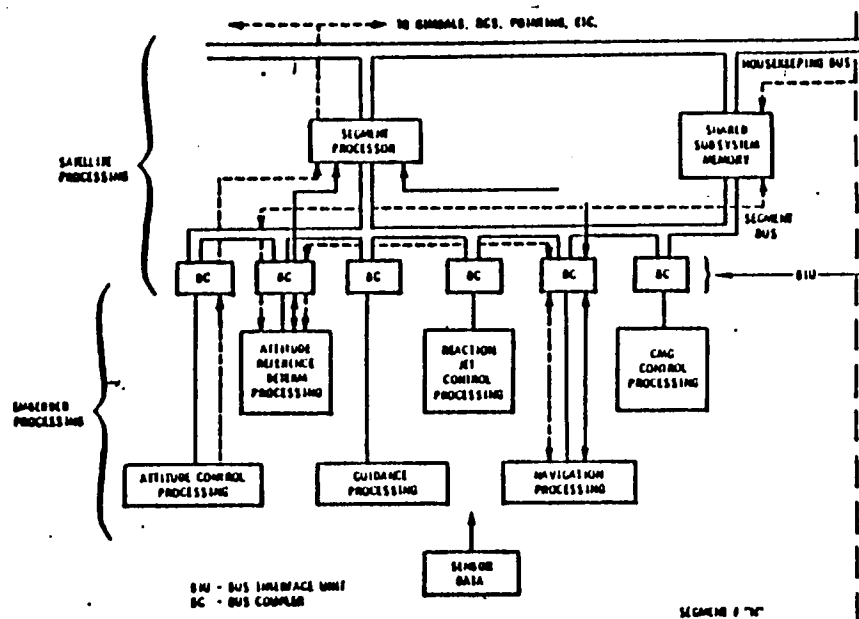 TO GIMBALS, RCS, POINTING, ETC.
HOUSEKEEPING BUS
SEGMENT
PROCESSOR
SHARED
SUBSYSTEM
MEMORY
SATELLITE
PROCESSING
SEGMENT
BUS
BC
BC
BC
BC
BC
BC
BIU
ATTITUDE
REFERENCE
DETERM
PROCESSING
REACTION
JET
CONTROL
PROCESSING
CMG
CONTROL
PROCESSING
EMBEDDED
PROCESSING
ATTITUDE CONTROL
PROCESSING
GUIDANCE
PROCESSING
NAVIGATION
PROCESSING
SENSOR
DATA
BIU - BUS INTERFACE UNIT
BC - BUS COUPLER
SEGMENT # "N"